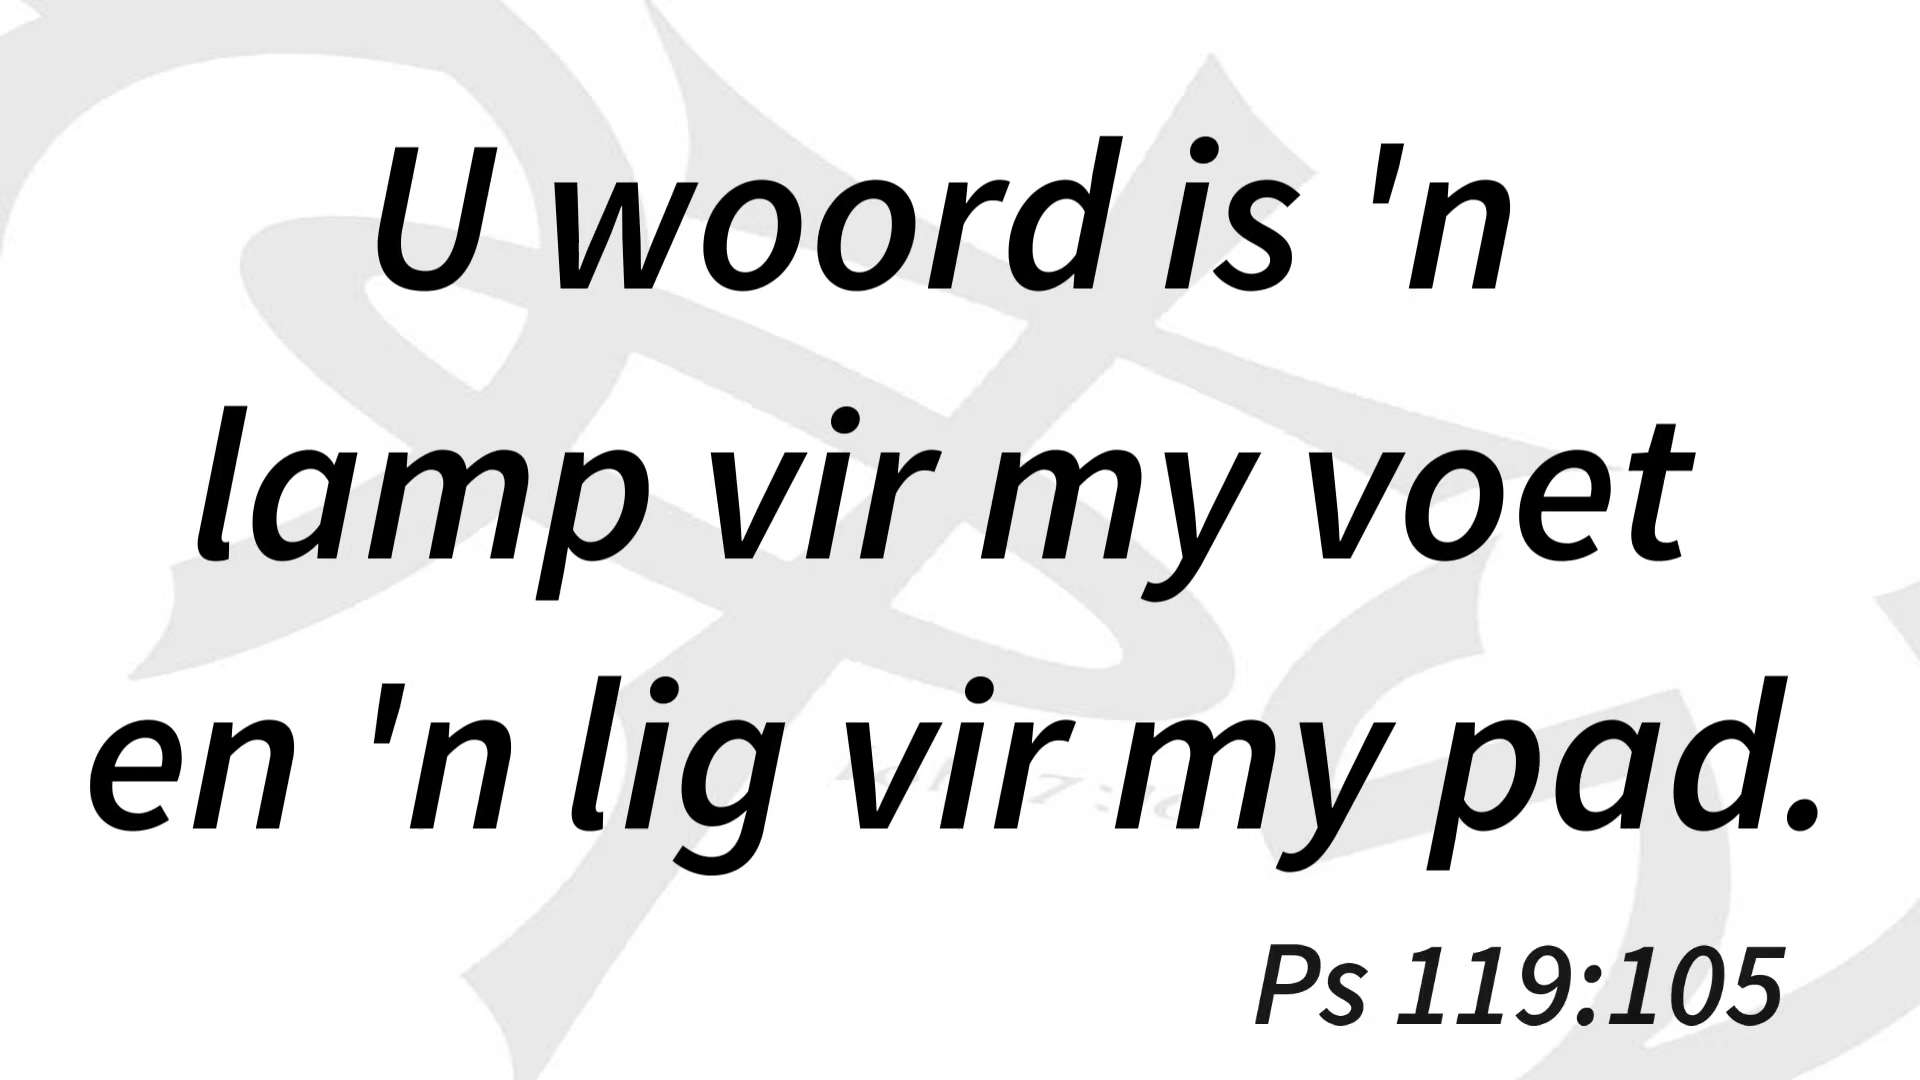 U woord is 'n
lamp vir my voet
en 'n lig vir my pad.
Ps 119:105